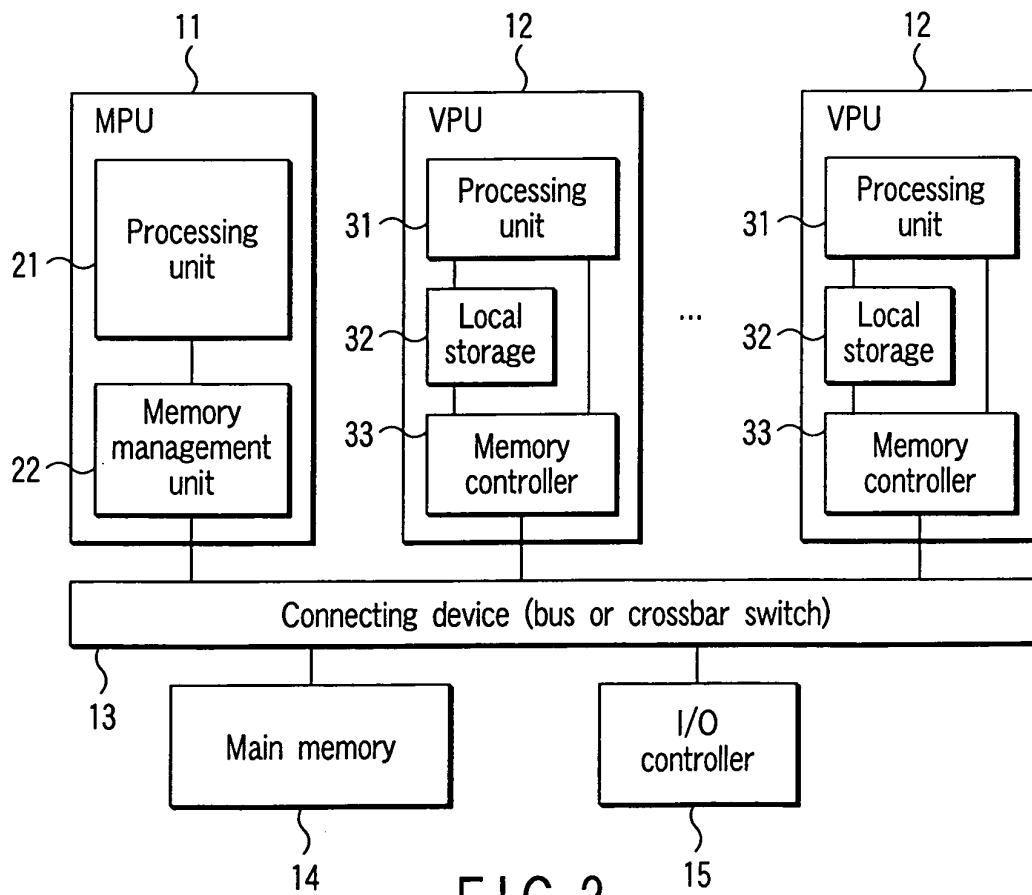 11
12
12
MPU
VPU
VPU
Processing
unit
21
Memory
management
unit
22
Processing
unit
31
Local
storage
32
33
Memory
controller
...
Processing
unit
31
Local
storage
32
33
Memory
controller
Connecting device (bus or crossbar switch)
13
Main memory
14
I/O
controller
15